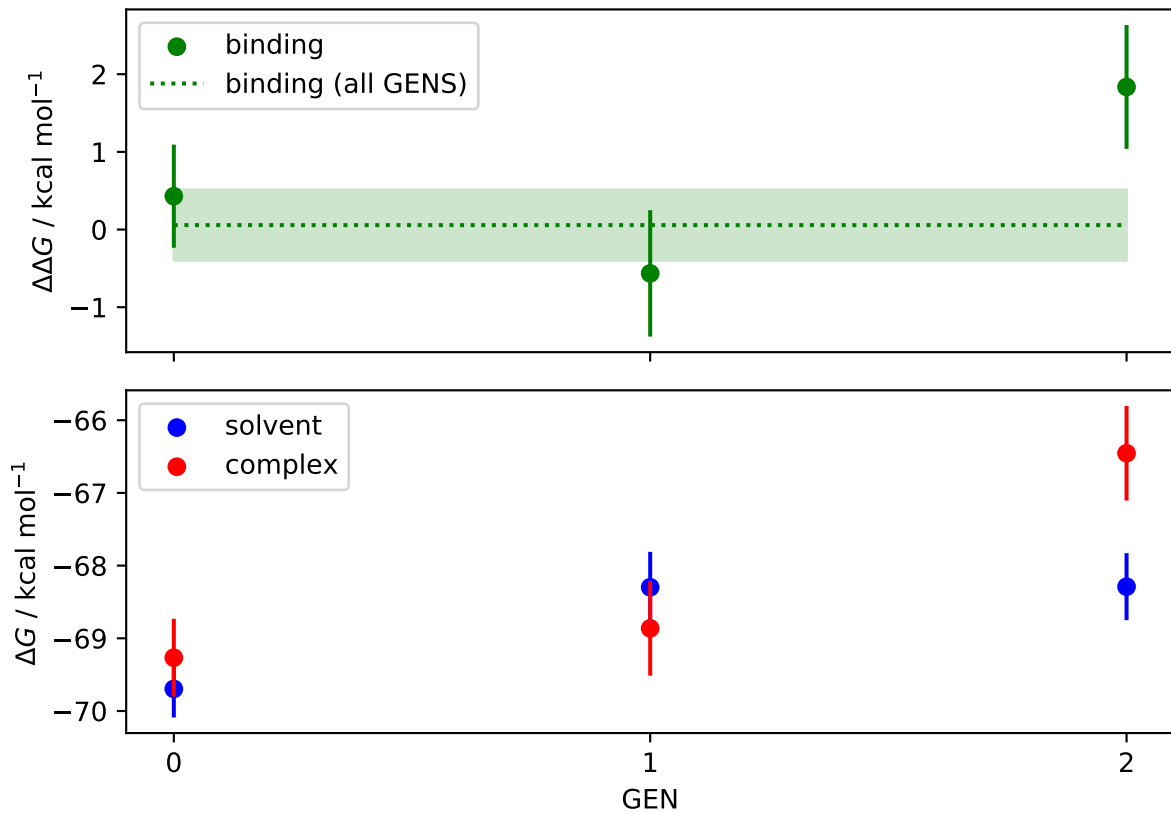 binding
binding (all GENS)
ΔΔG / kcal mol⁻¹
2
1
0
−1
solvent
complex
ΔG / kcal mol⁻¹
−66
−67
−68
−69
−70
0 1 2
GEN